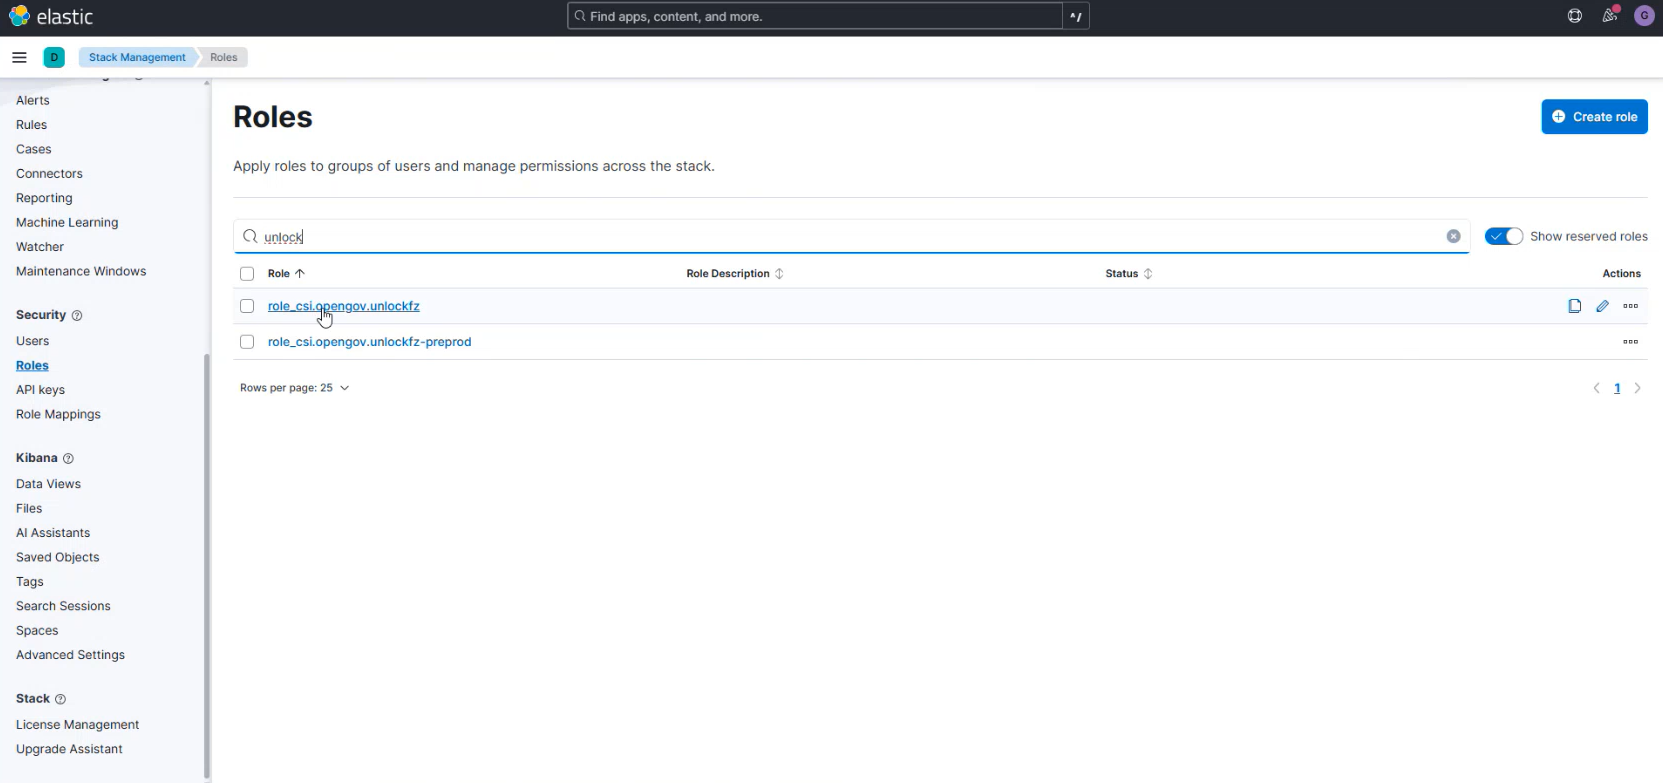 elastic
Find apps, content, and more.
^/
G
D
Stack Management
Roles
Alerts
Rules
Cases
Connectors
Reporting
Machine Learning
Watcher
Maintenance Windows
Security
Users
Roles
API keys
Role Mappings
Kibana
Data Views
Files
AI Assistants
Saved Objects
Tags
Search Sessions
Spaces
Advanced Settings
Stack
License Management
Upgrade Assistant
Roles
Create role
Apply roles to groups of users and manage permissions across the stack.
unlock
Show reserved roles
Role Role Description Status Actions
role_csi.opengov.unlockfz
role_csi.opengov.unlockfz-preprod
Rows per page: 25
1